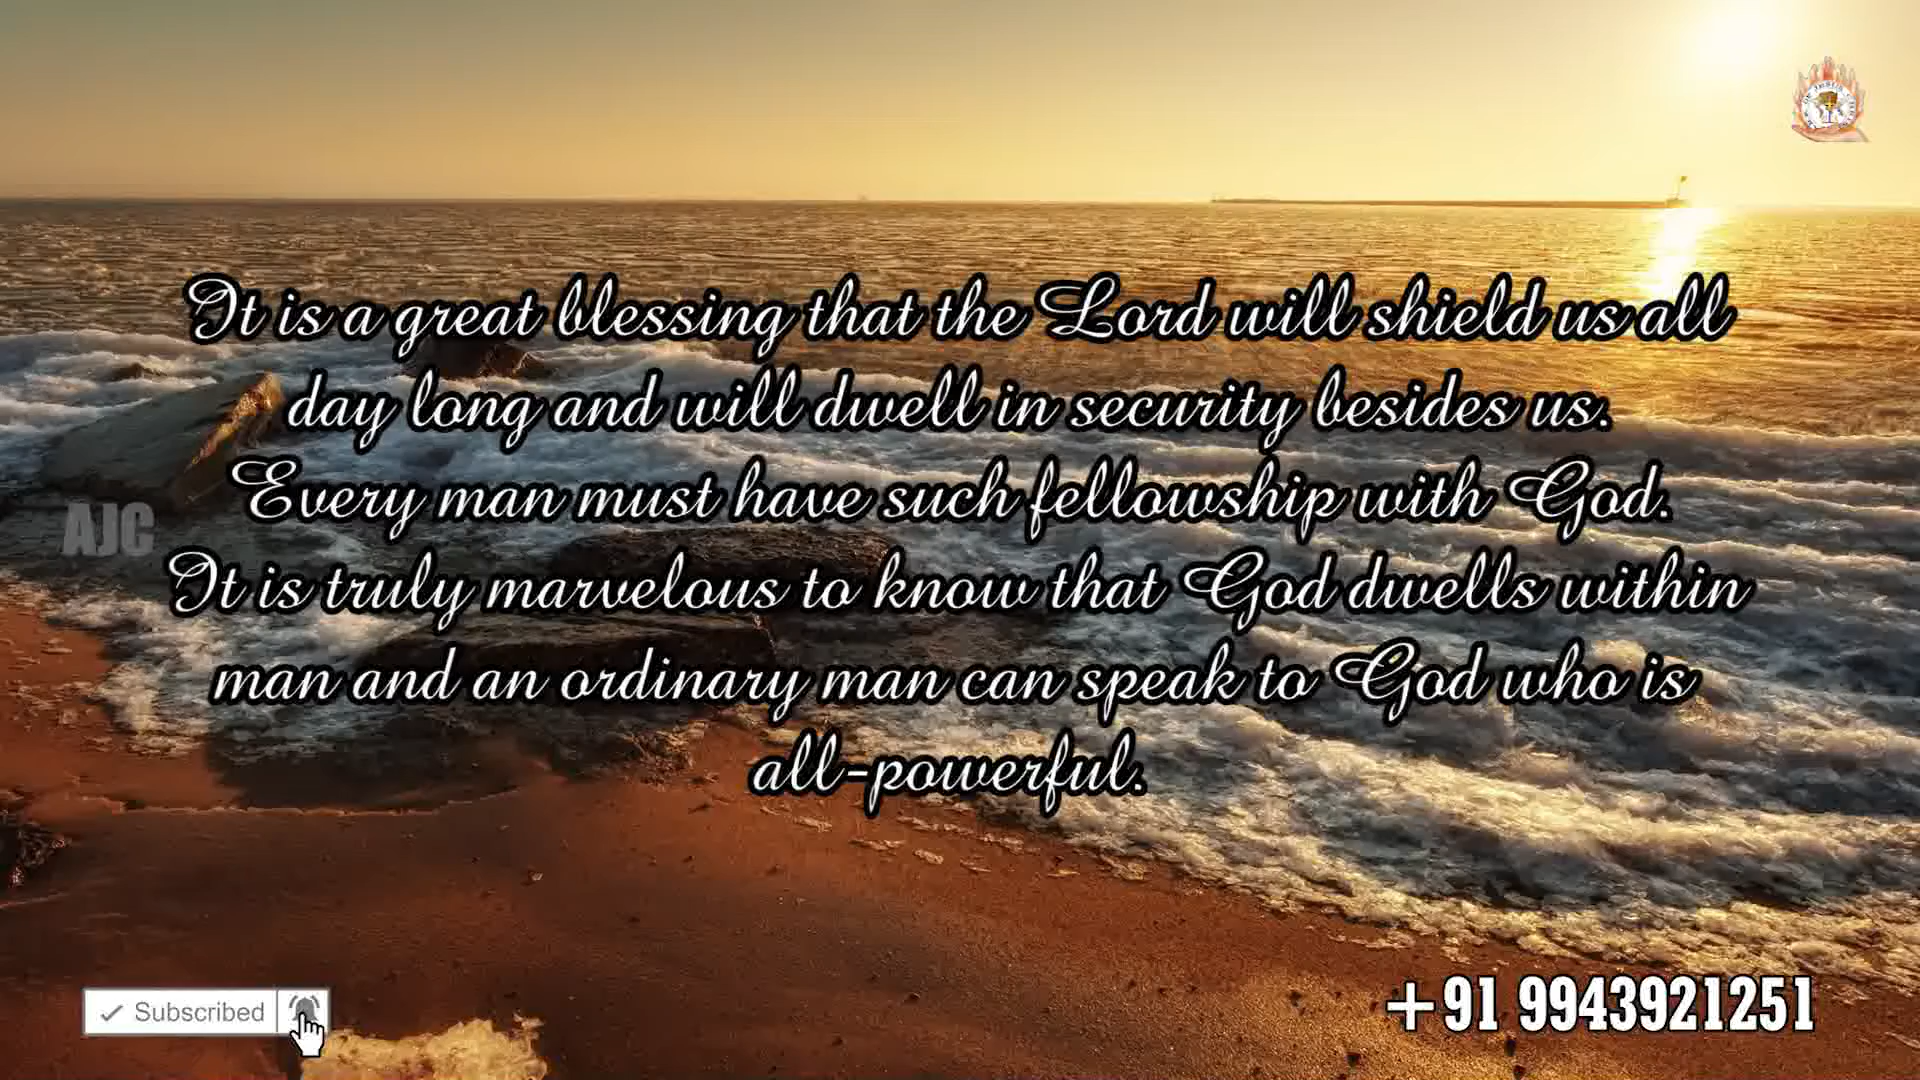 It is a great blessing that the Lord will shield us all
day long and will dwell in security besides us.
Every man must have such fellowship with God.
It is truly marvelous to know that God dwells within
man and an ordinary man can speak to God who is
all-powerful.
AJC
Subscribed
+91 9943921251